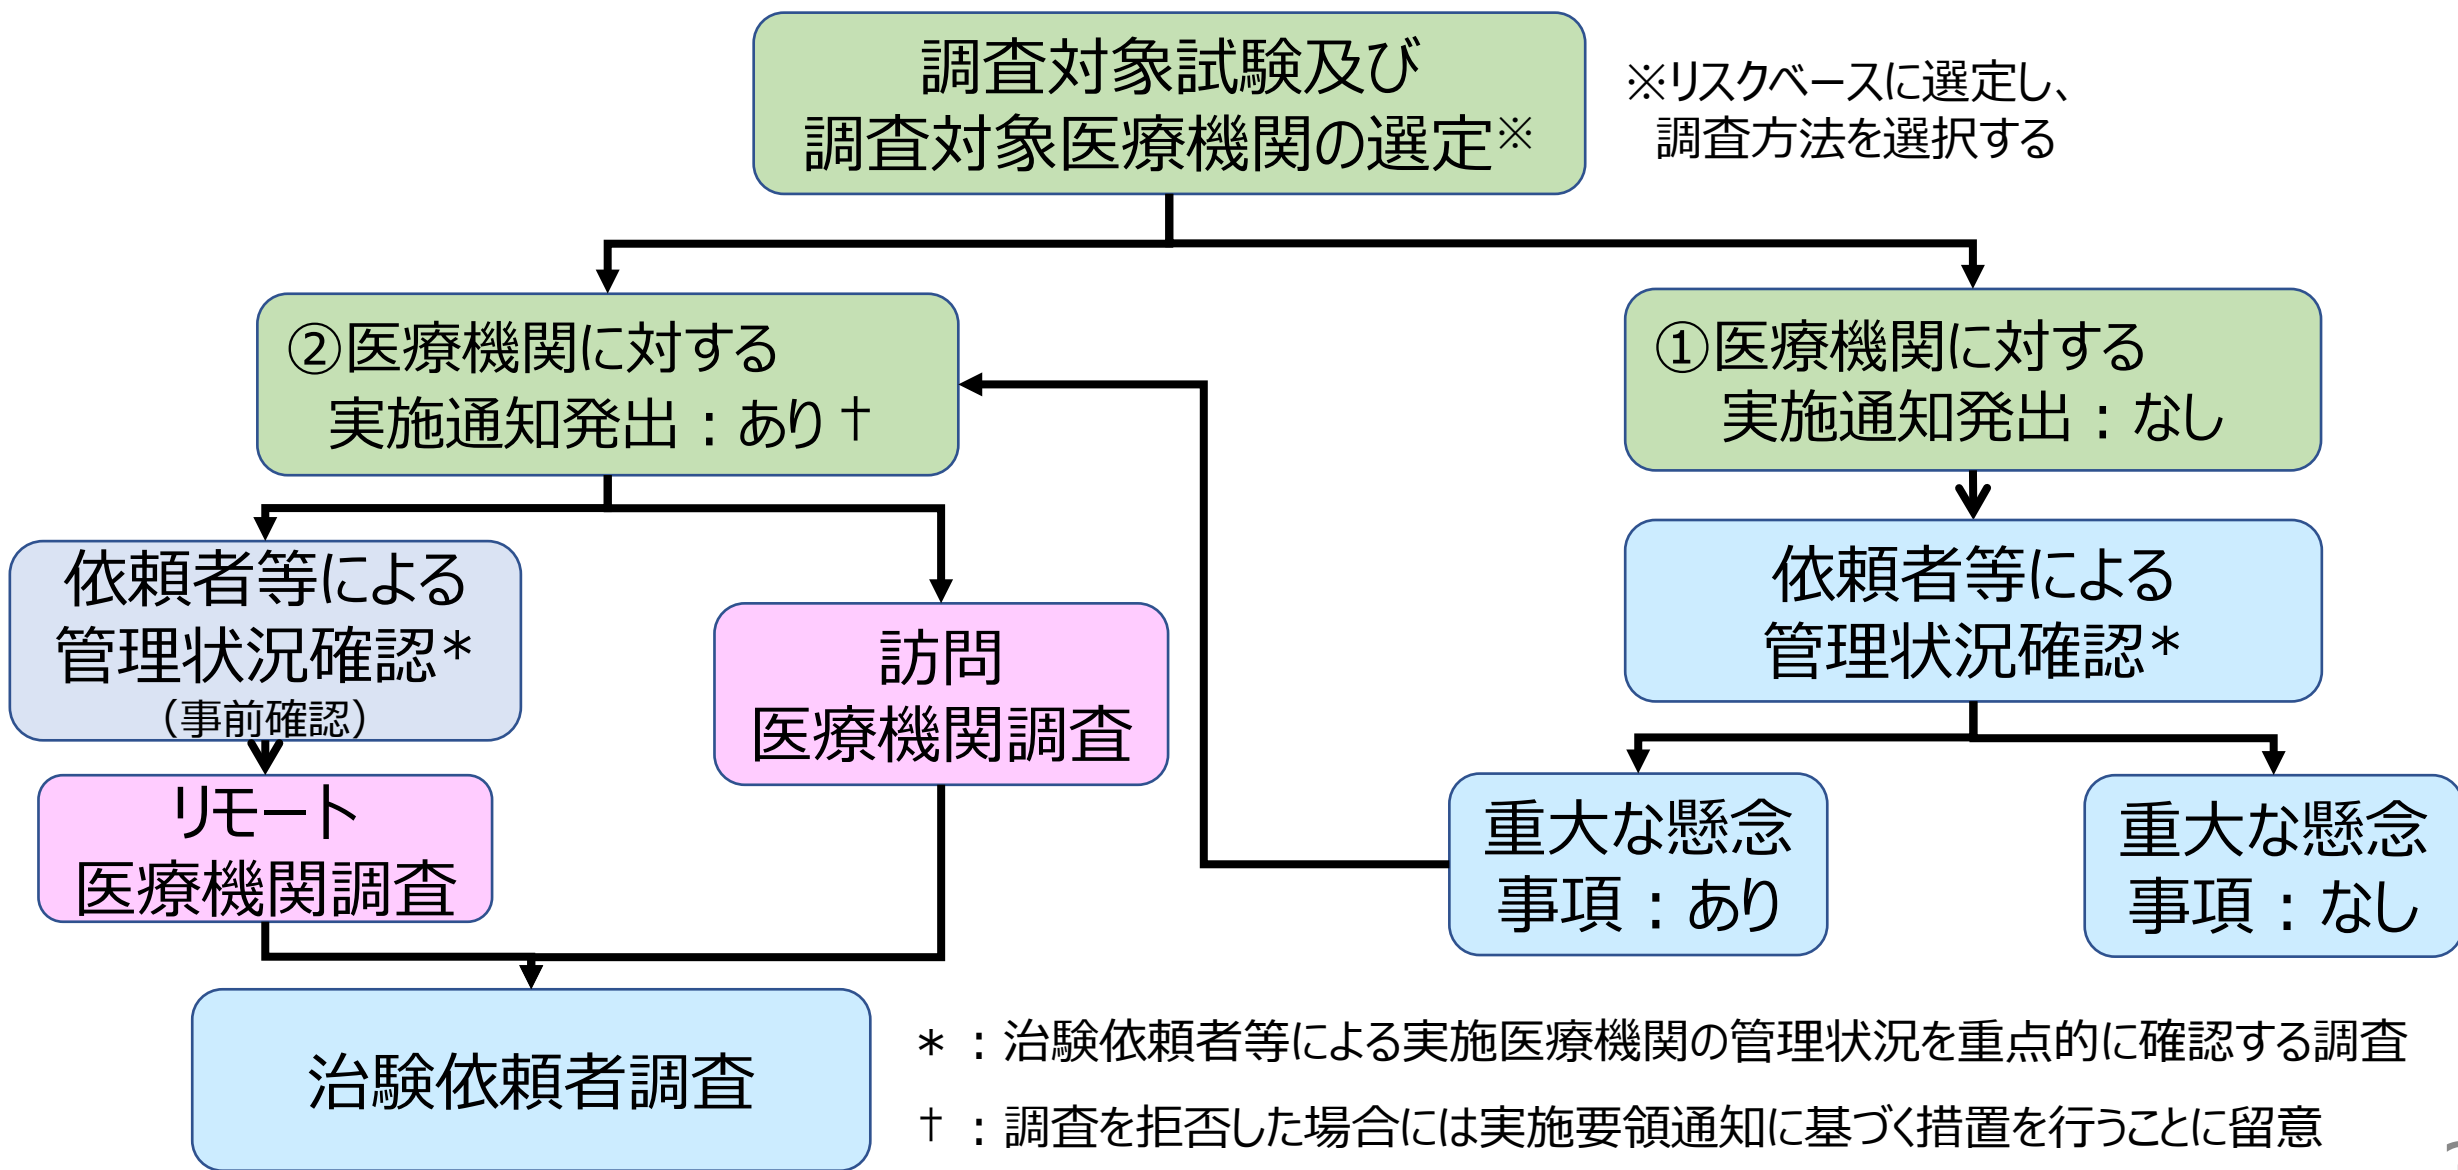 調査対象試験及び
調査対象医療機関の選定※
※リスクベースに選定し、
調査方法を選択する
②医療機関に対する
実施通知発出：あり†
①医療機関に対する
実施通知発出：なし
依頼者等による
管理状況確認*
（事前確認）
訪問
医療機関調査
依頼者等による
管理状況確認*
リモート
医療機関調査
重大な懸念
事項：あり
重大な懸念
事項：なし
治験依頼者調査
*：治験依頼者等による実施医療機関の管理状況を重点的に確認する調査
†：調査を拒否した場合には実施要領通知に基づく措置を行うことに留意